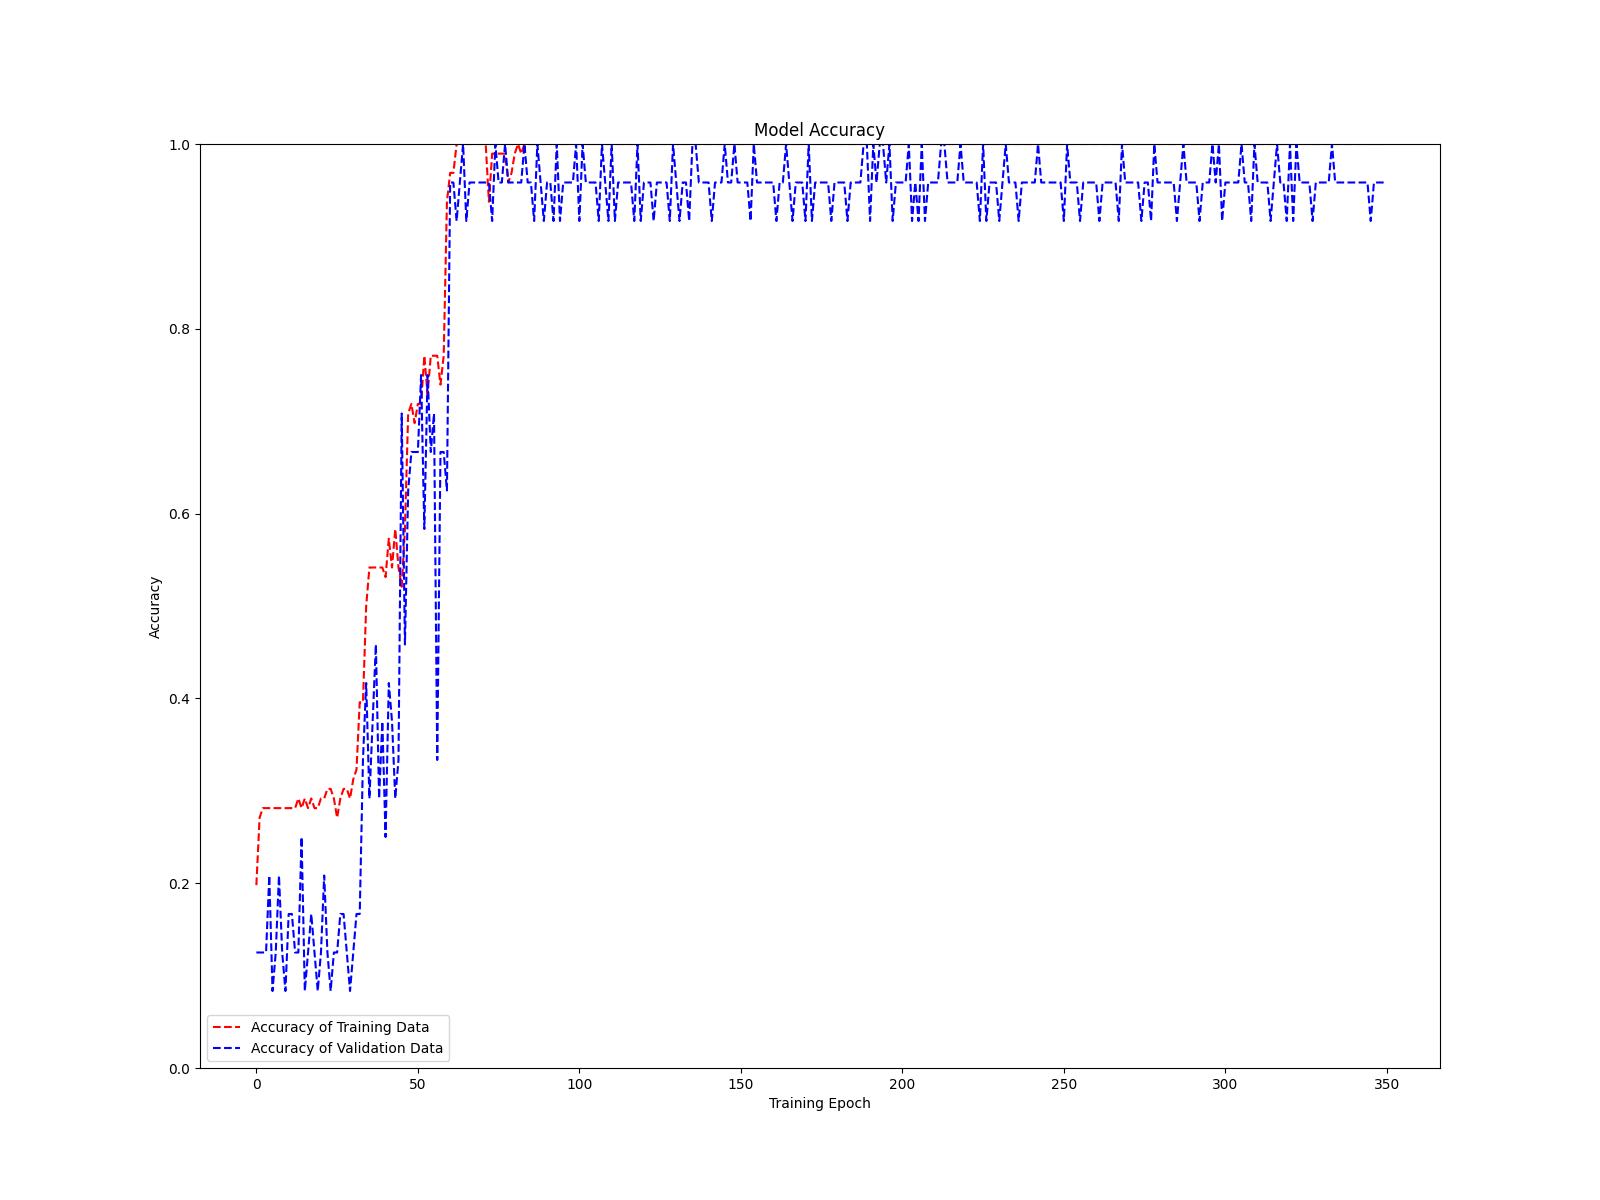 Model Accuracy
1.0
0.8
0.6
0.4
0.2
0.0
Accuracy
Accuracy of Training Data
Accuracy of Validation Data
0 50 100 150 200 250 300 350
Training Epoch